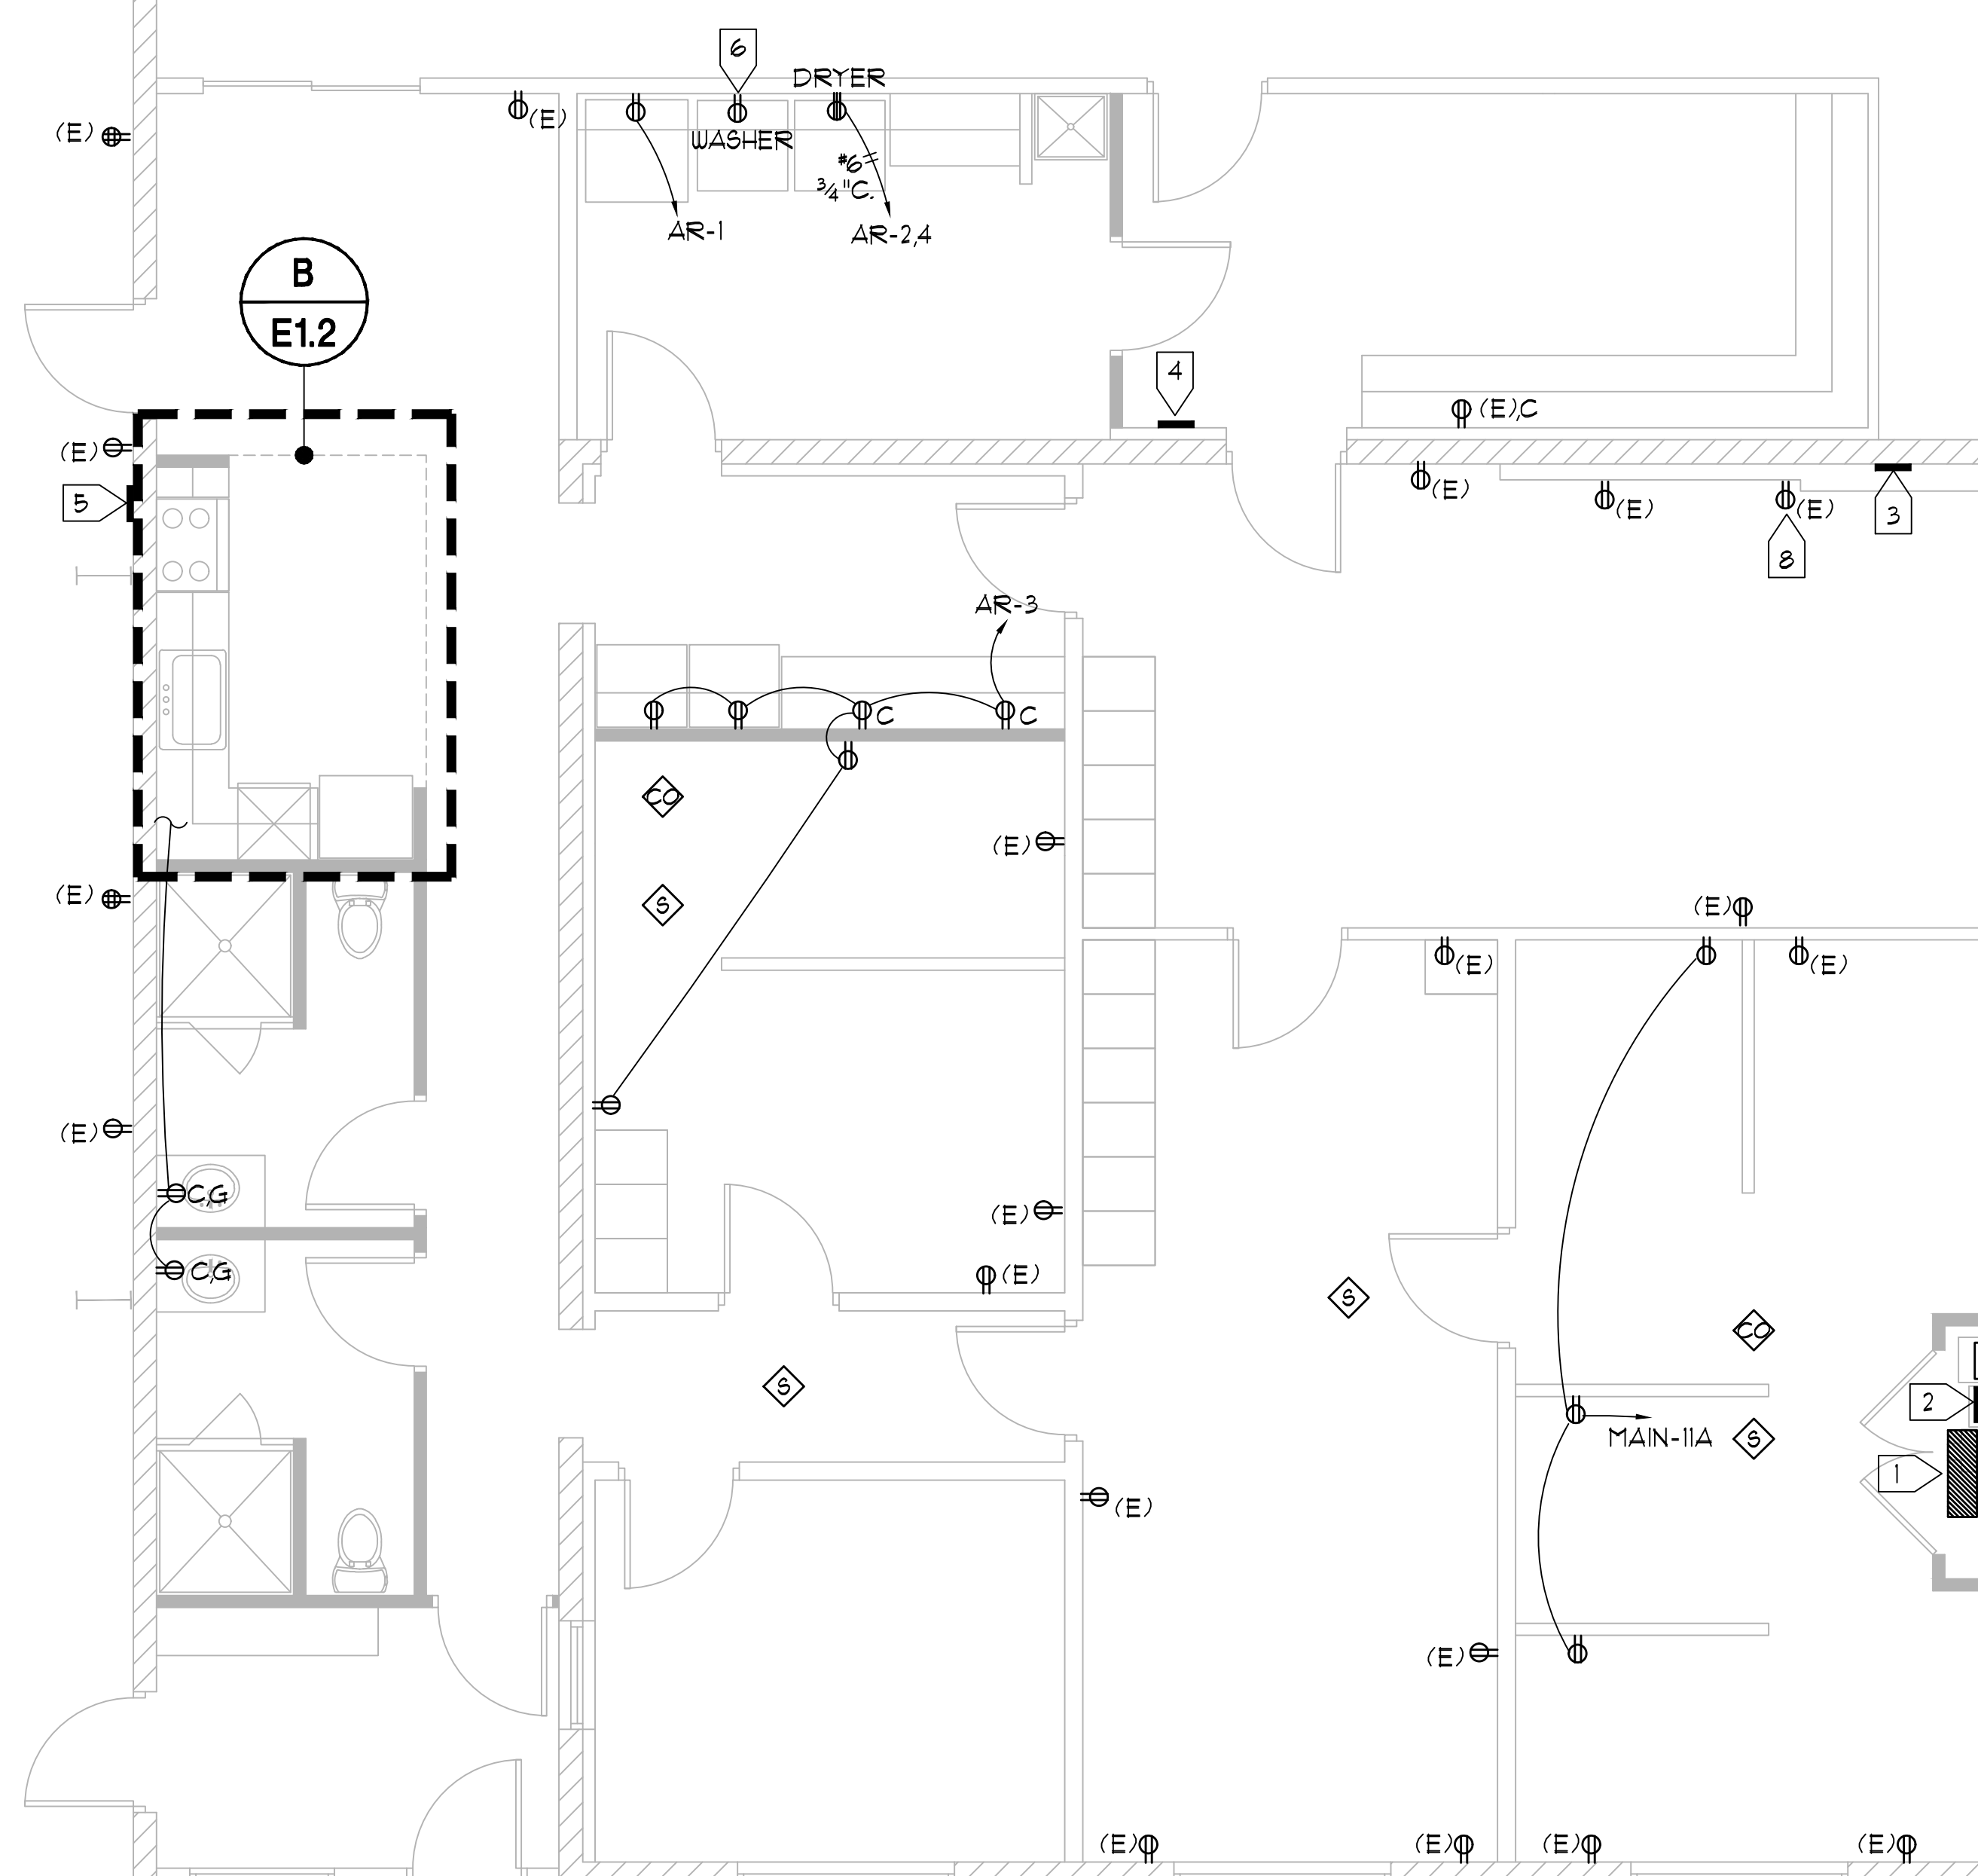 6
DRYER
(E)
(E)
WASHER
#6
3/4"C.
AR-1
AR-2,4
B
E1.2
4
(E),C
(E)
5
(E)
(E)
(E)
3
8
AR-3
C
C
CO
(E)
(E)
S
(E)
(E)
(E)
(E)
C,G
(E)
C,G
(E)
S
CO
S
2
MAIN-11A
S
1
(E)
(E)
(E)
(E)
(E)
(E)